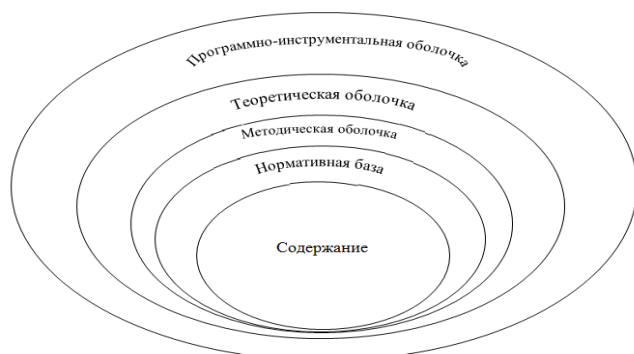 Программно-инструментальная оболочка
Теоретическая оболочка
Методическая оболочка
Нормативная база
Содержание